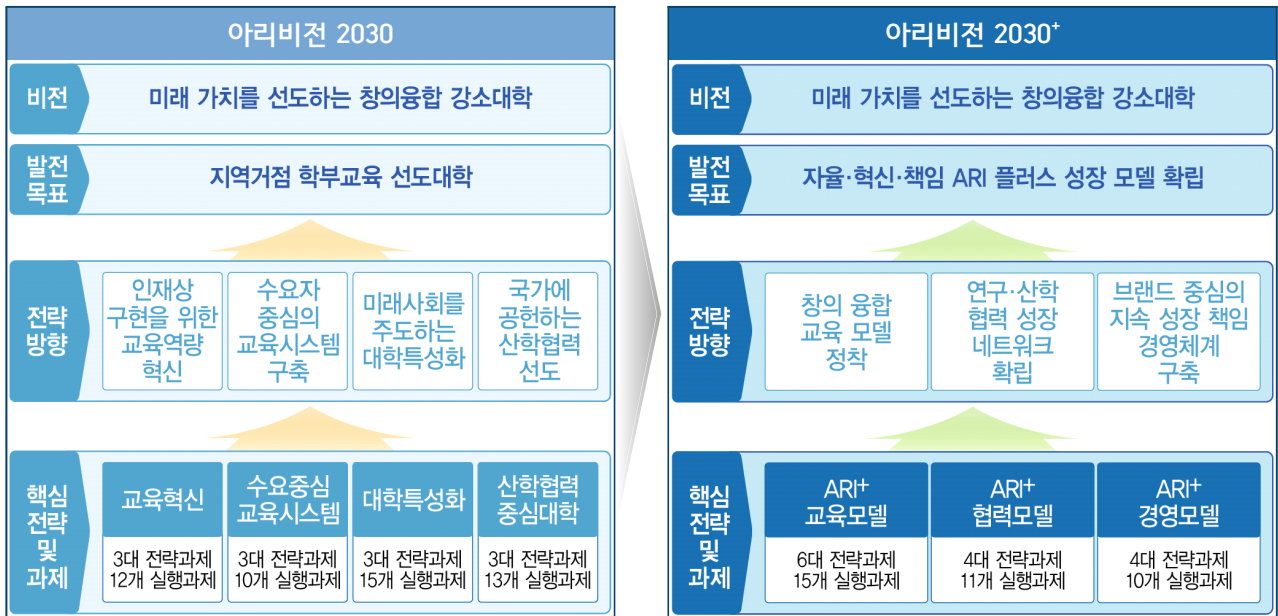 아리비전 2030
비전
미래 가치를 선도하는 창의융합 강소대학
발전
목표
지역거점 학부교육 선도대학
전략
방향
인재상
구현을 위한
교육역량
혁신
수요자
중심의
교육시스템
구축
미래사회를
주도하는
대학특성화
국가에
공헌하는
산학협력
선도
핵심
전략
및
과제
교육혁신
3대 전략과제
12개 실행과제
수요중심
교육시스템
3대 전략과제
10개 실행과제
대학특성화
3대 전략과제
15개 실행과제
산학협력
중심대학
3대 전략과제
13개 실행과제
아리비전 2030⁺
비전
미래 가치를 선도하는 창의융합 강소대학
발전
목표
자율·혁신·책임 ARI 플러스 성장 모델 확립
전략
방향
창의 융합
교육 모델
정착
연구·산학
협력 성장
네트워크
확립
브랜드 중심의
지속 성장 책임
경영체계
구축
핵심
전략
및
과제
ARI⁺
교육모델
6대 전략과제
15개 실행과제
ARI⁺
협력모델
4대 전략과제
11개 실행과제
ARI⁺
경영모델
4대 전략과제
10개 실행과제